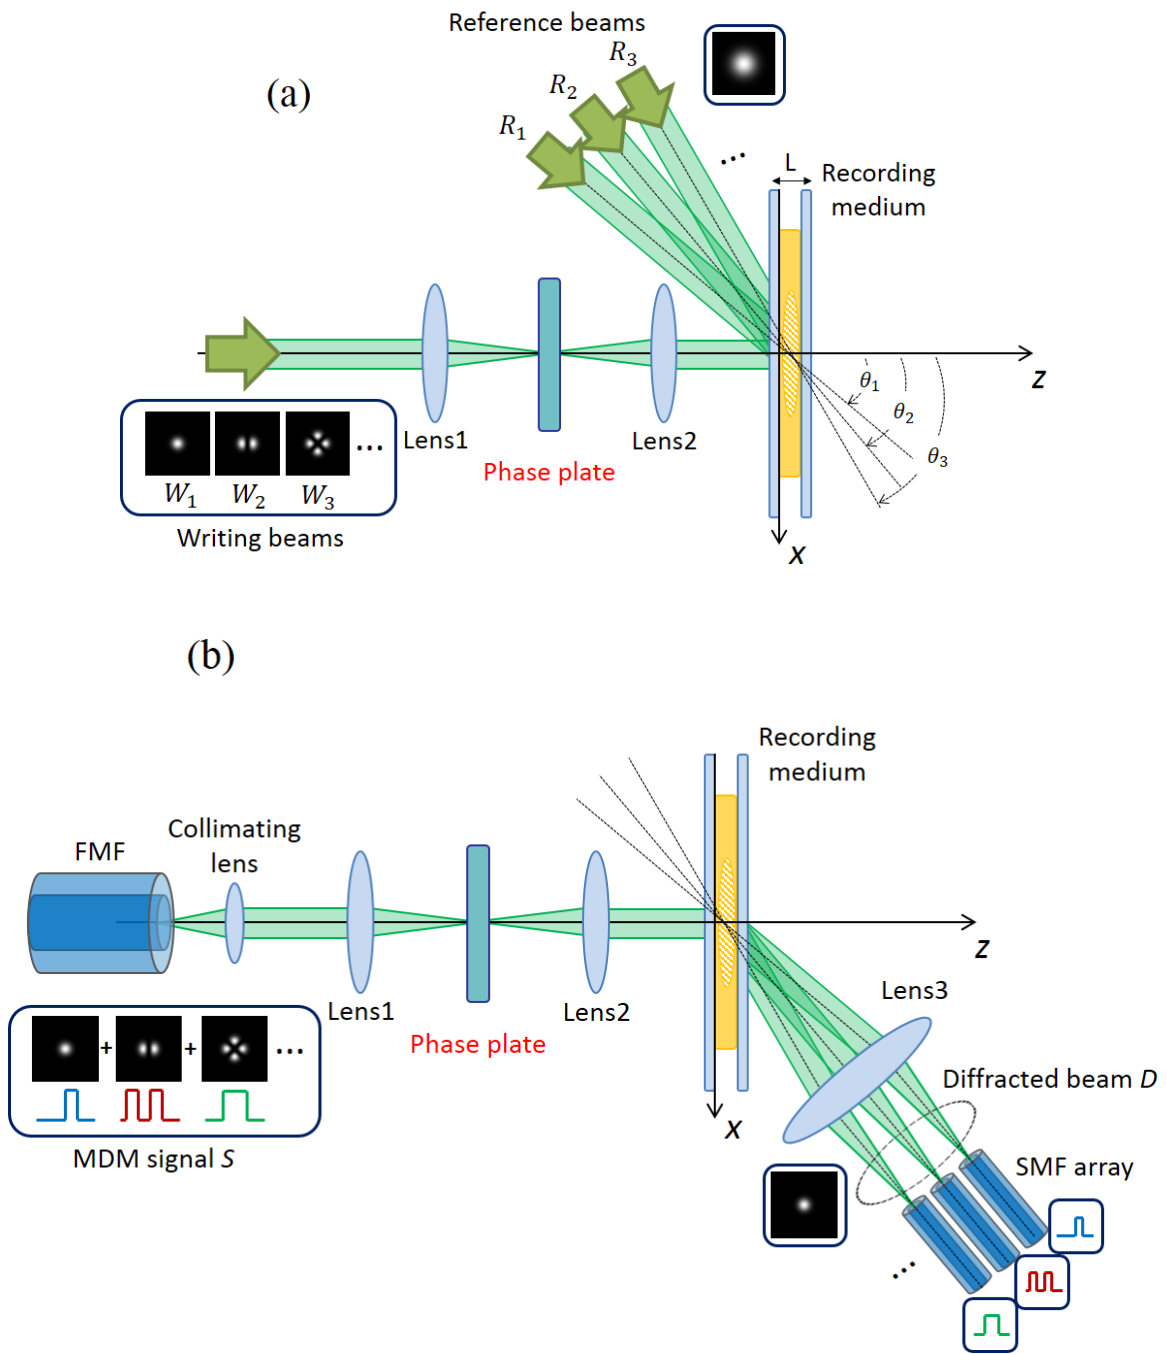 Reference beams
(a)
R₁
R₂
R₃
...
L
Recording
medium
Lens1
Phase plate
Lens2
W₁ W₂ W₃ ...
Writing beams
θ₁
θ₂
θ₃
z
x
(b)
Recording
medium
FMF
Collimating
lens
Lens1
Phase plate
Lens2
z
x
+ + ...
MDM signal S
Lens3
Diffracted beam D
SMF array
...